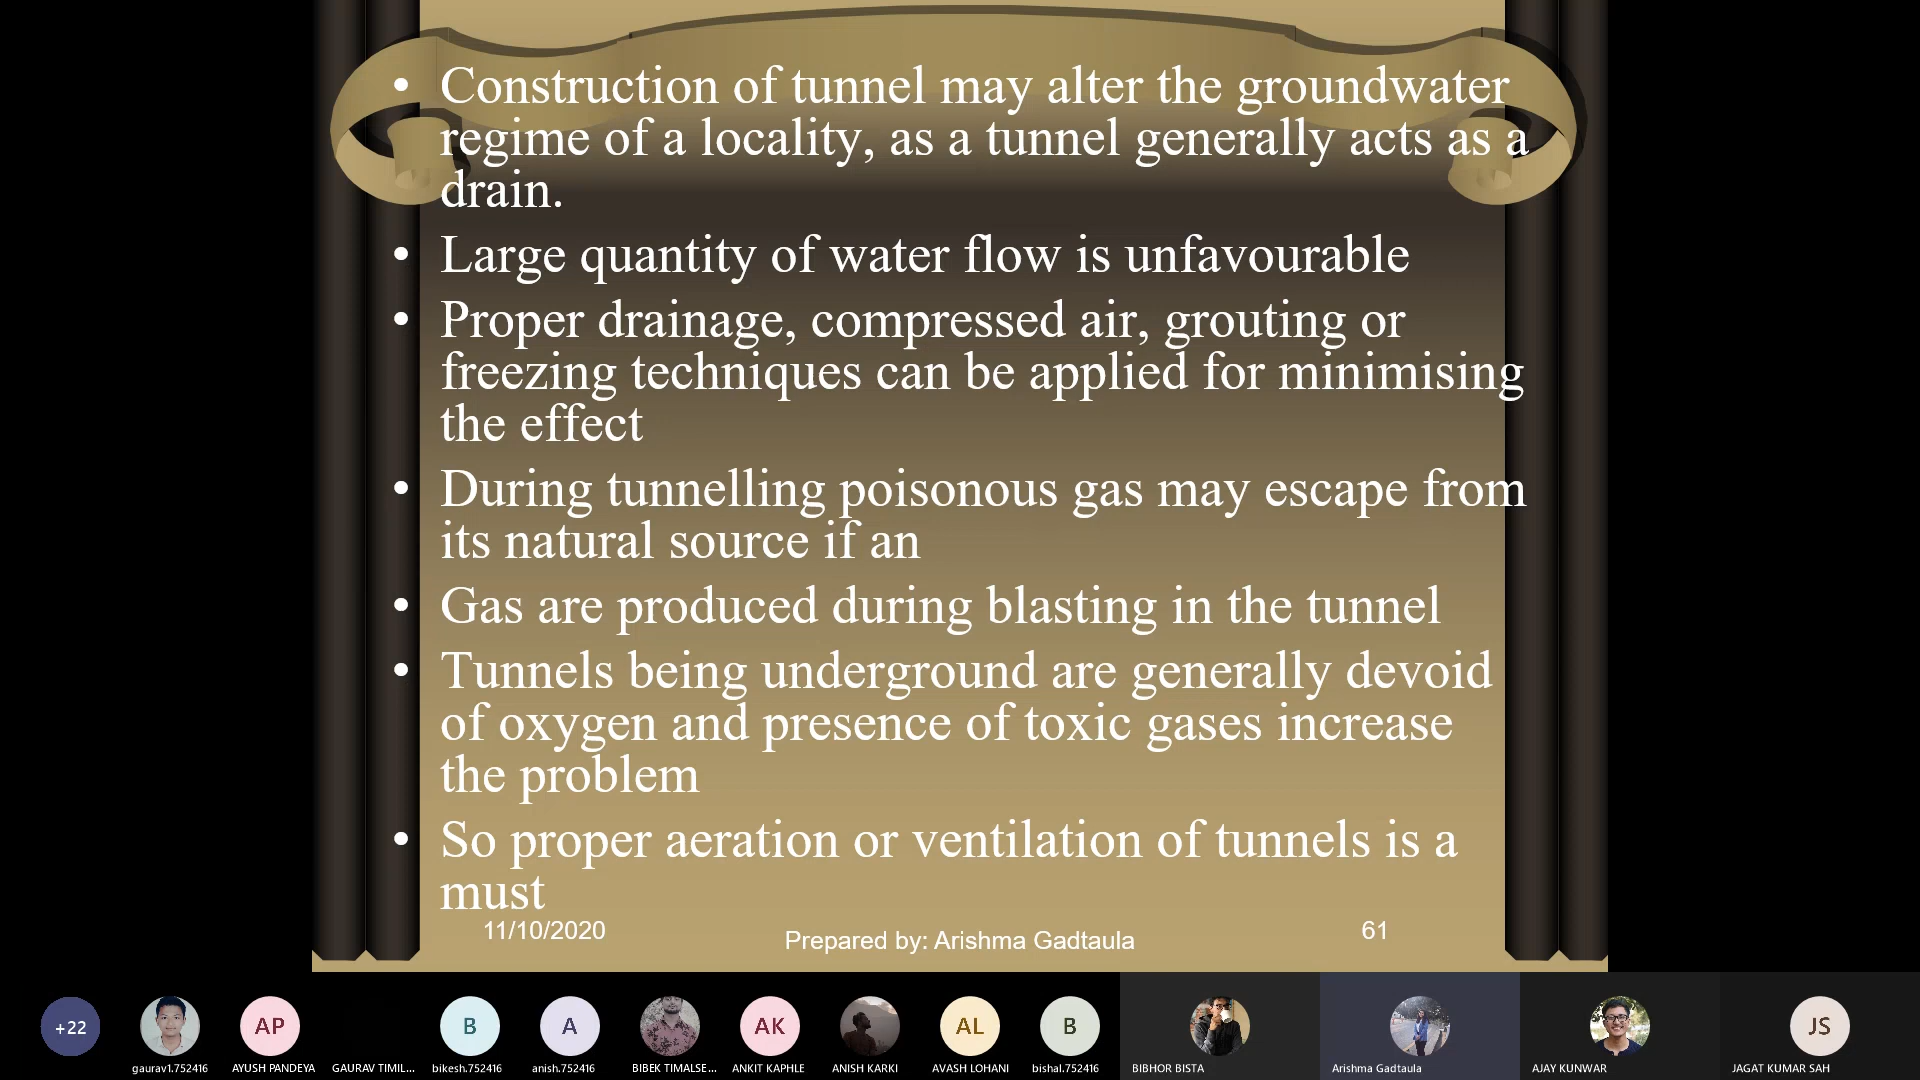 • Construction of tunnel may alter the groundwater
regime of a locality, as a tunnel generally acts as a
drain.
• Large quantity of water flow is unfavourable
• Proper drainage, compressed air, grouting or
freezing techniques can be applied for minimising
the effect
• During tunnelling poisonous gas may escape from
its natural source if an
• Gas are produced during blasting in the tunnel
• Tunnels being underground are generally devoid
of oxygen and presence of toxic gases increase
the problem
• So proper aeration or ventilation of tunnels is a
must
11/10/2020
Prepared by: Arishma Gadtaula
61
+22
AP
B
A
AK
AL
B
JS
gaurav1.752416
AYUSH PANDEYA
GAURAV TIMIL...
bikesh.752416
anish.752416
BIBEK TIMALSE...
ANKIT KAPHLE
ANISH KARKI
AVASH LOHANI
bishal.752416
BIBHOR BISTA
Arishma Gadtaula
AJAY KUNWAR
JAGAT KUMAR SAH